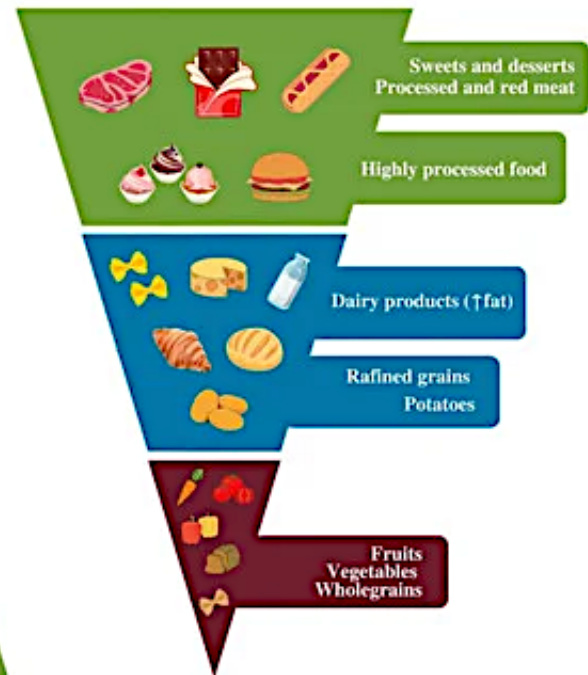 Sweets and desserts
Processed and red meat
Highly processed food
Dairy products (↑fat)
Rafined grains
Potatoes
Fruits
Vegetables
Wholegrains